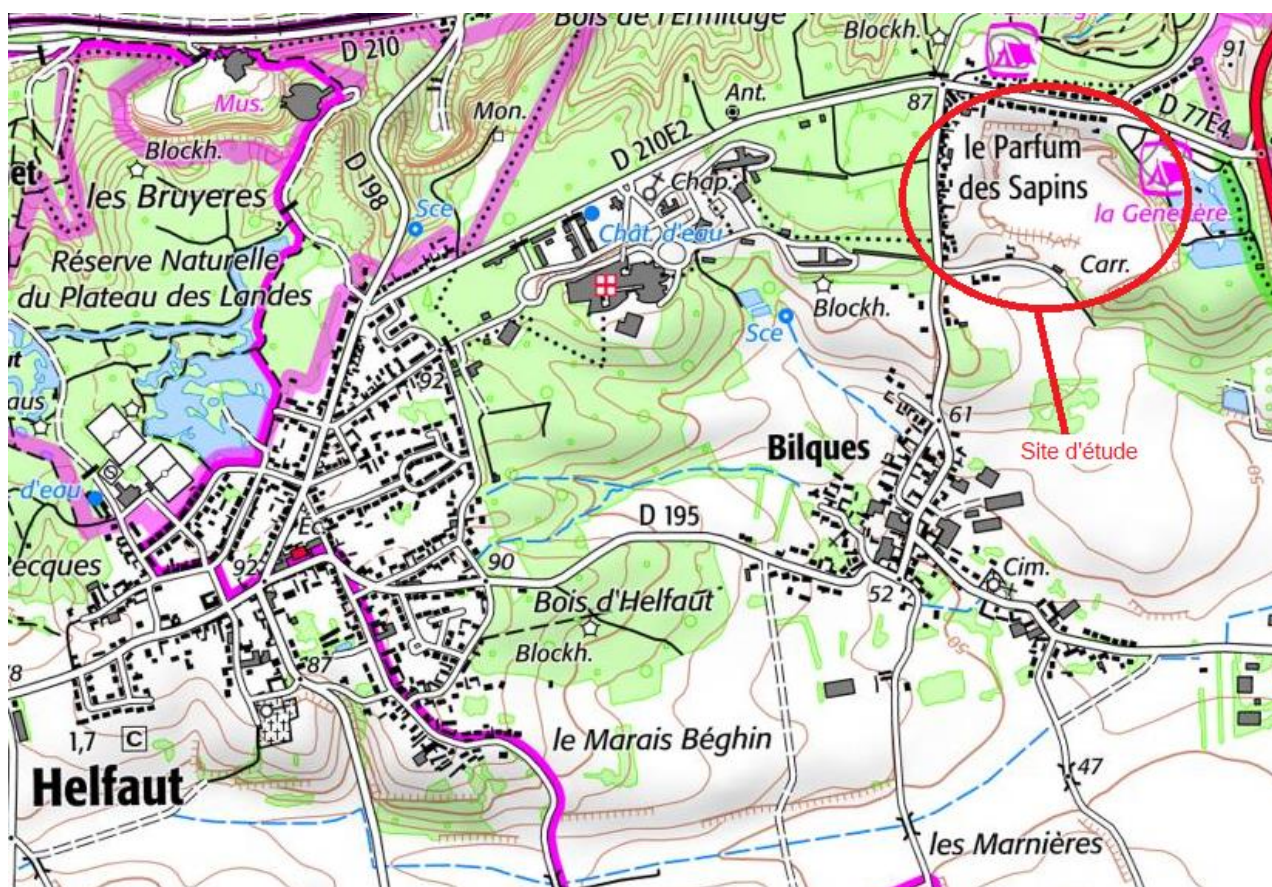 Bois de l'Ermitage
Blockh.
D 210
91
Mus.
Ant.
87
D 77E4
Mon.
Blockh.
D 210E2
le Parfum
des Sapins
D 198
Chap.
les Bruyeres
Sce
Chât. d'eau
la Genetière
Réserve Naturelle
du Plateau des Landes
Carr.
Blockh.
Sce
92
61
Bilques
Site d'étude
50
S
d'eau
D 195
Ec.
ecques
92
90
Cim.
Bois d'Helfaut
52
50
Blockh.
87
1,7 C
le Marais Béghin
47
Helfaut
les Marnières